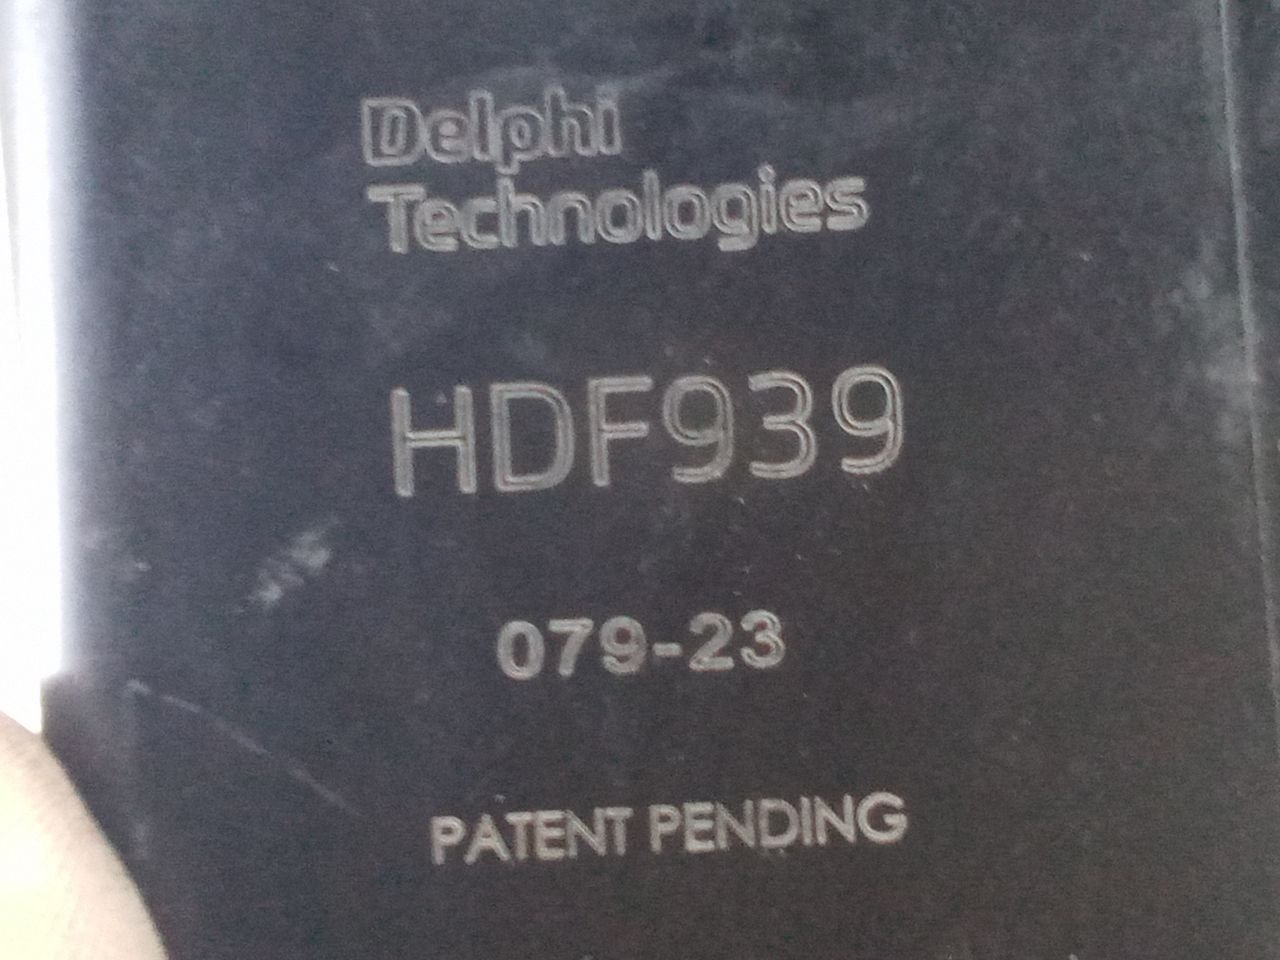 Delphi
Technologies
HDF939
079-23
PATENT PENDING